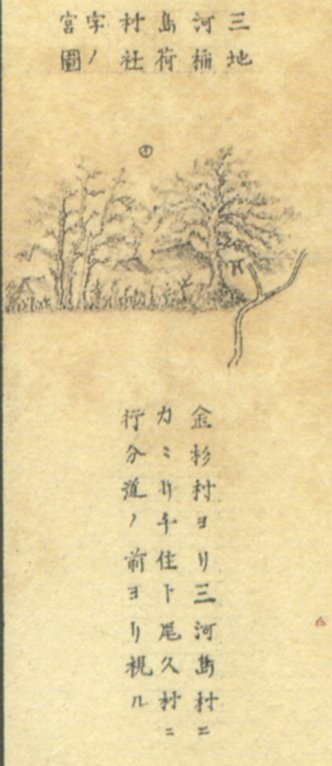 三河島村字宮
地稲荷社ノ圖
金杉村ヨリ三河島村ニ
カヽリ千住ト尾久村ニ
行分道ノ前ヨリ視ル